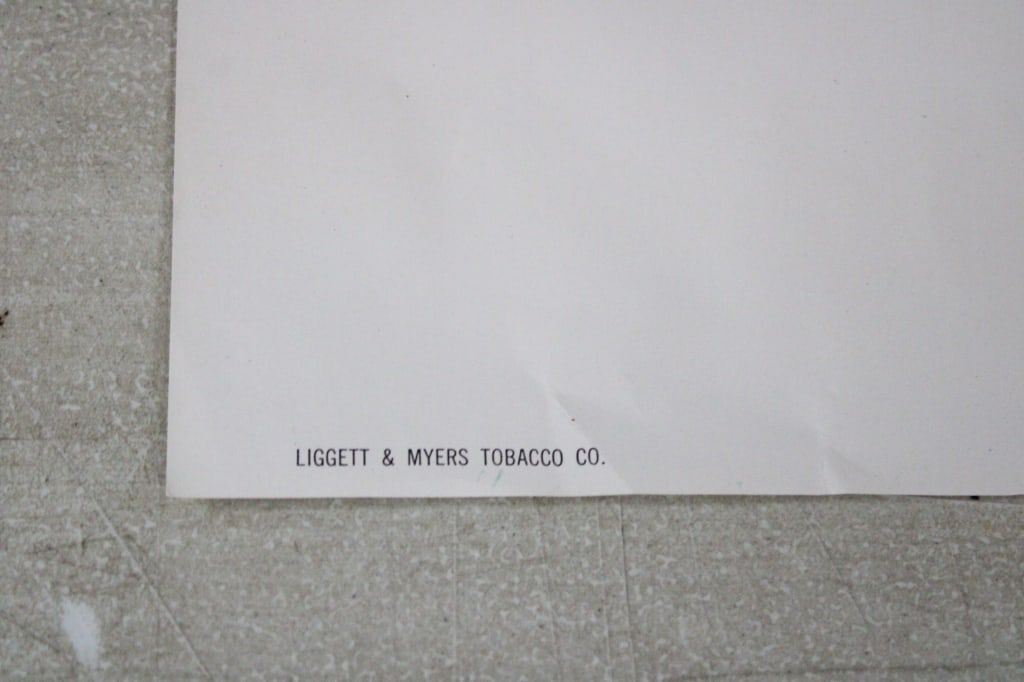 LIGGETT & MYERS TOBACCO CO.